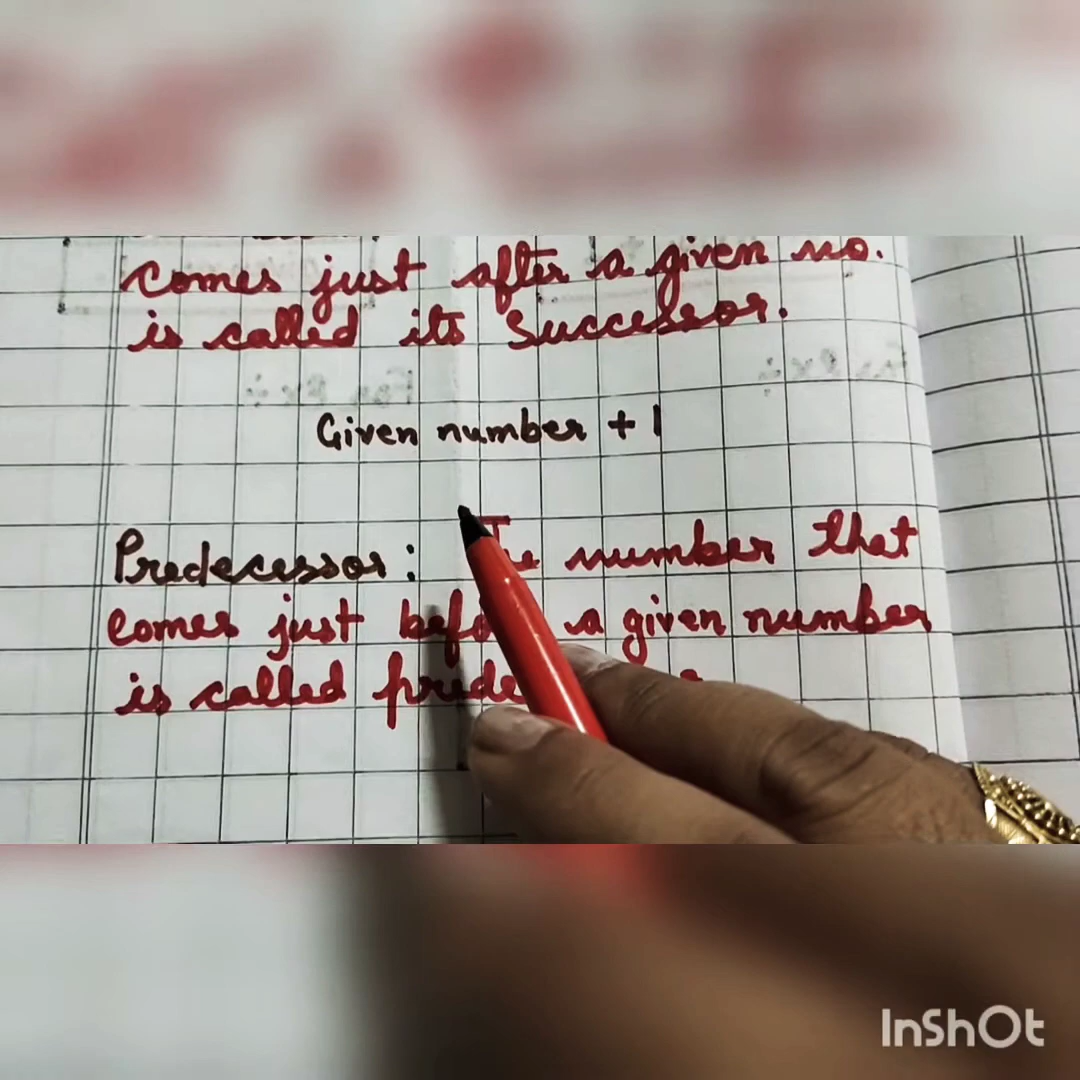 comes just after a given no.
is called its Successor.
Given number + 1
Predecessor: The number that
comes just a given number
is called
InShOt